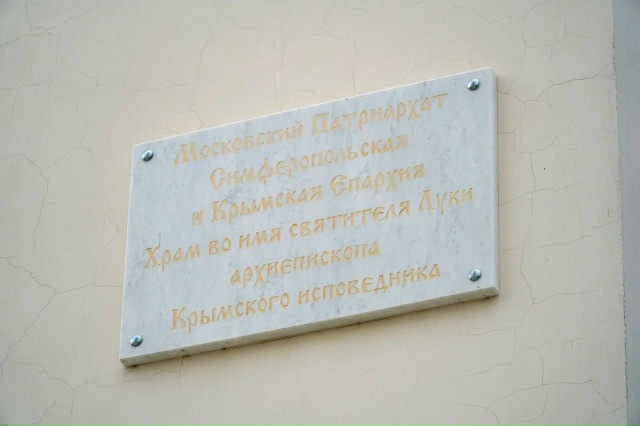 Московский Патриархат
Симферопольская
и Крымская Епархия
Храм во имя святителя Луки
архиепископа
Крымского исповедника